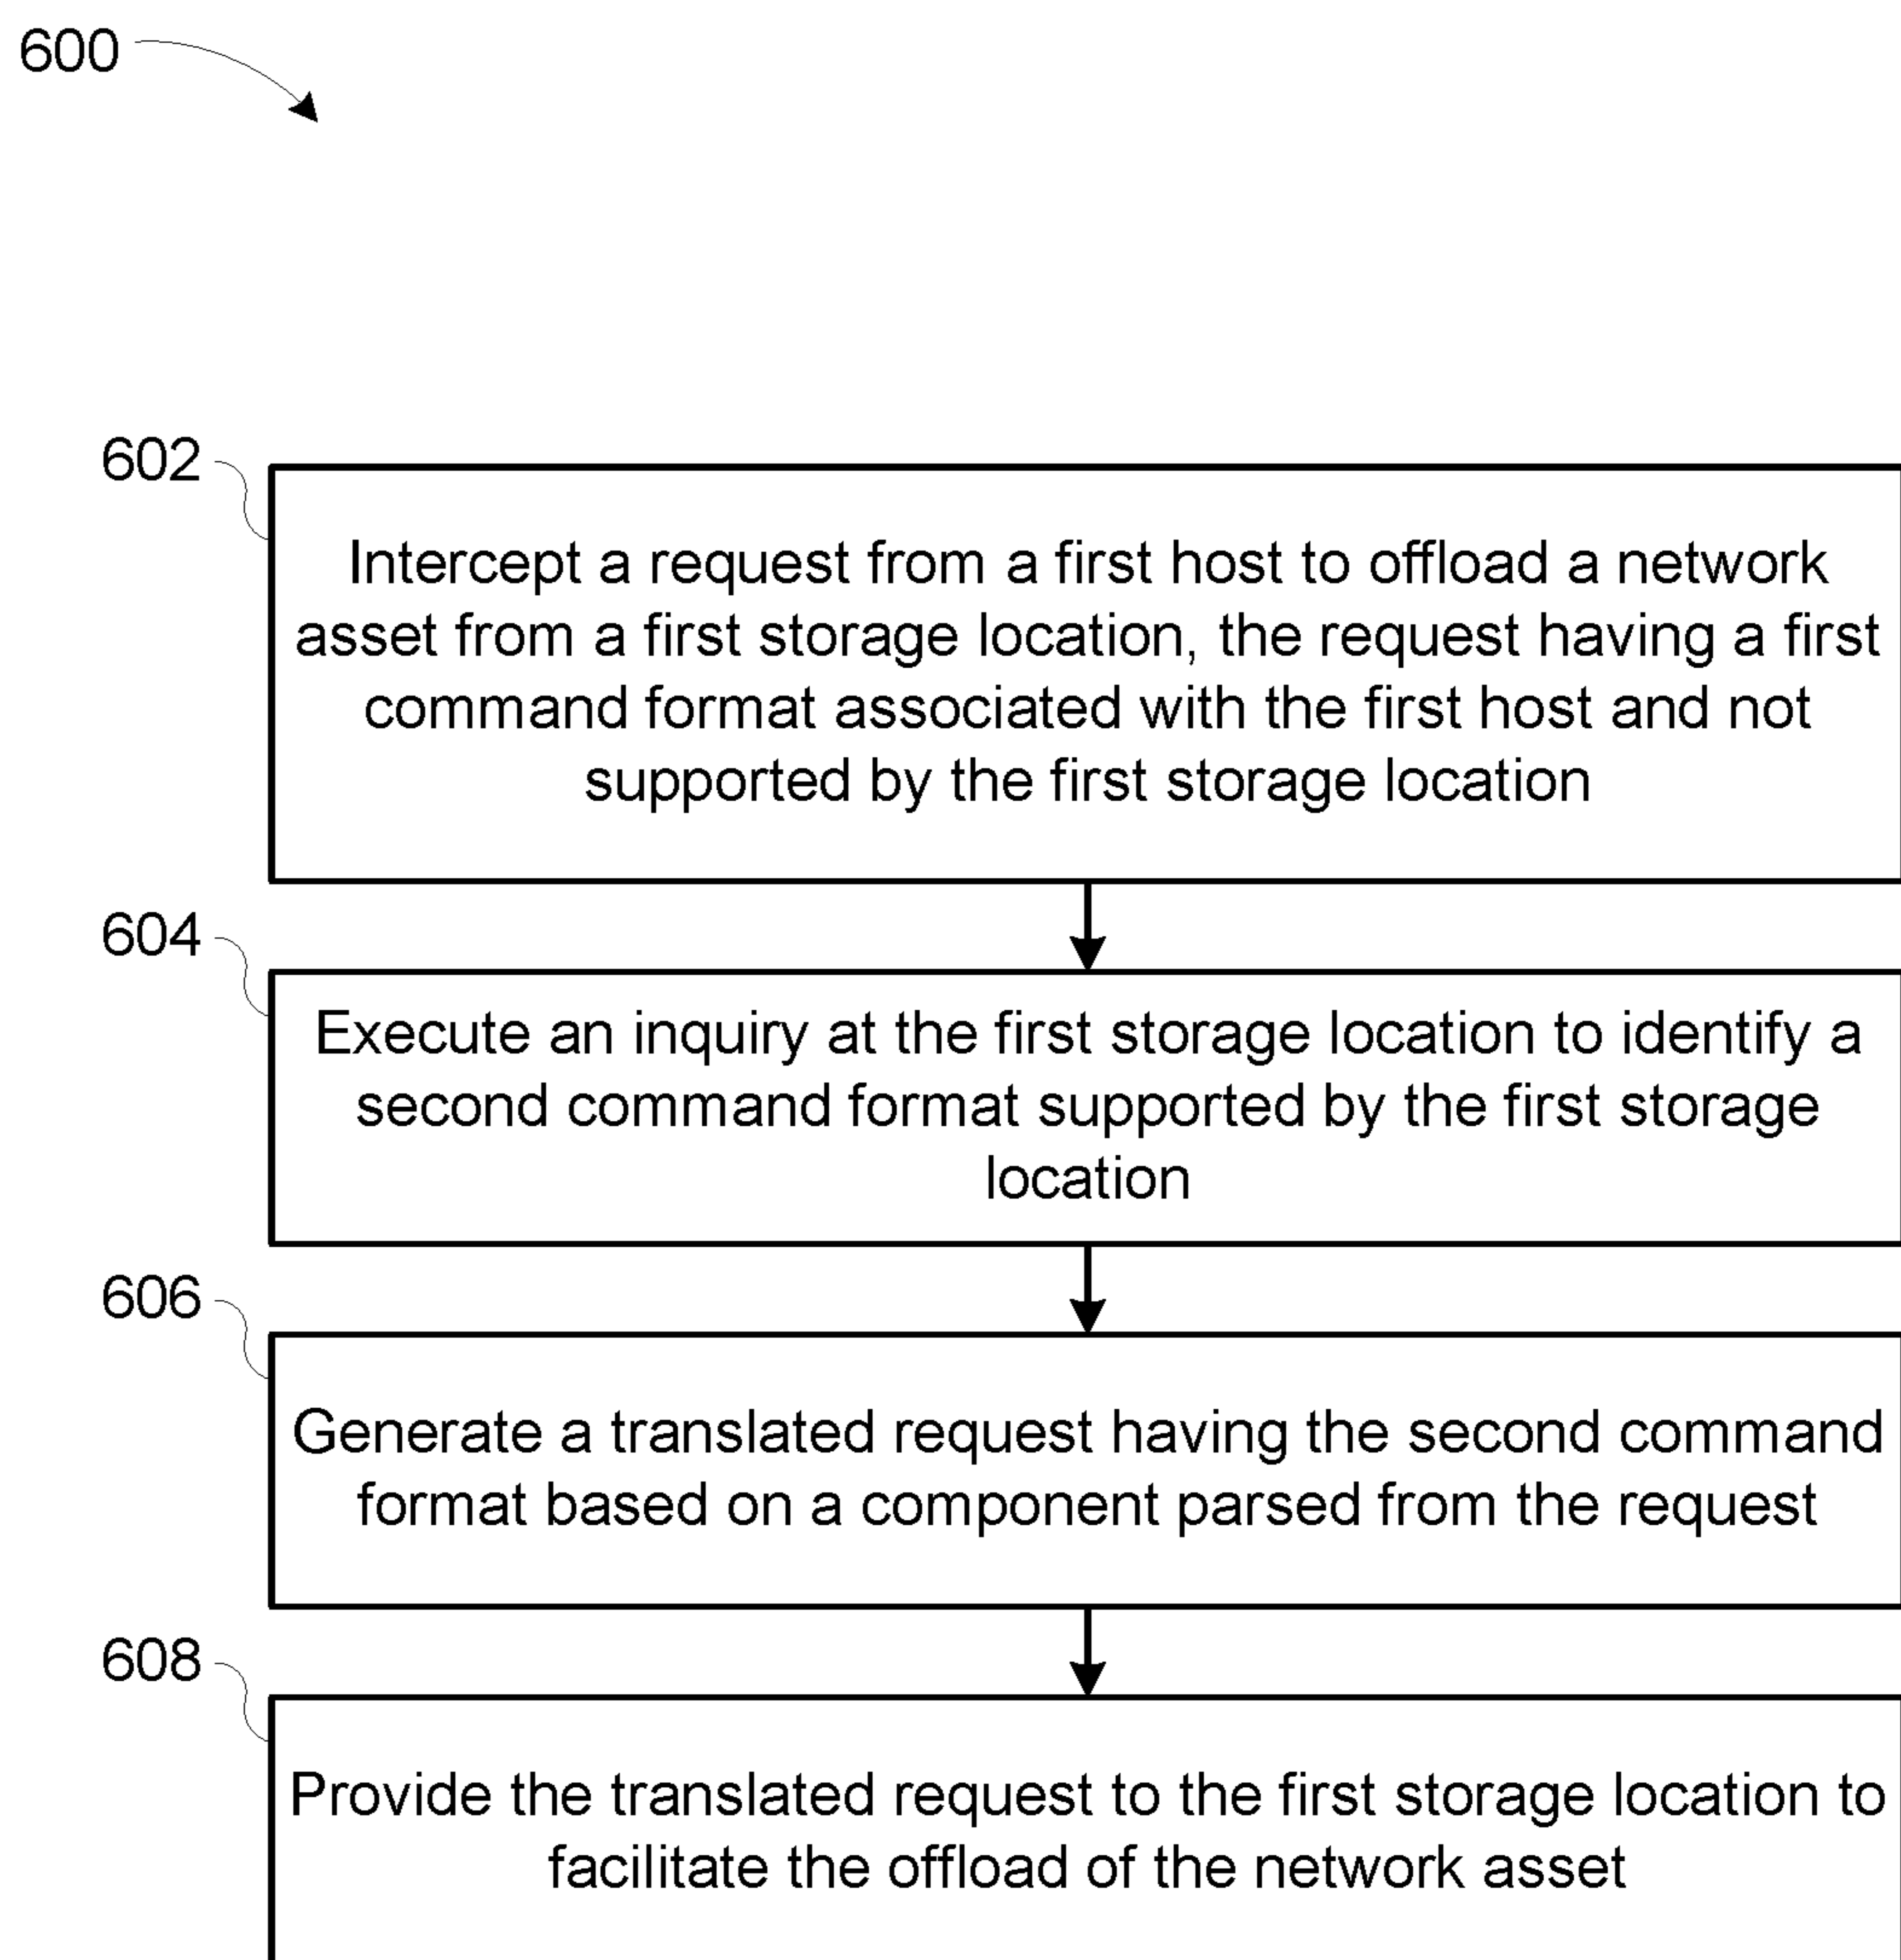 600
602
Intercept a request from a first host to offload a network
asset from a first storage location, the request having a first
command format associated with the first host and not
supported by the first storage location
604
Execute an inquiry at the first storage location to identify a
second command format supported by the first storage
location
606
Generate a translated request having the second command
format based on a component parsed from the request
608
Provide the translated request to the first storage location to
facilitate the offload of the network asset